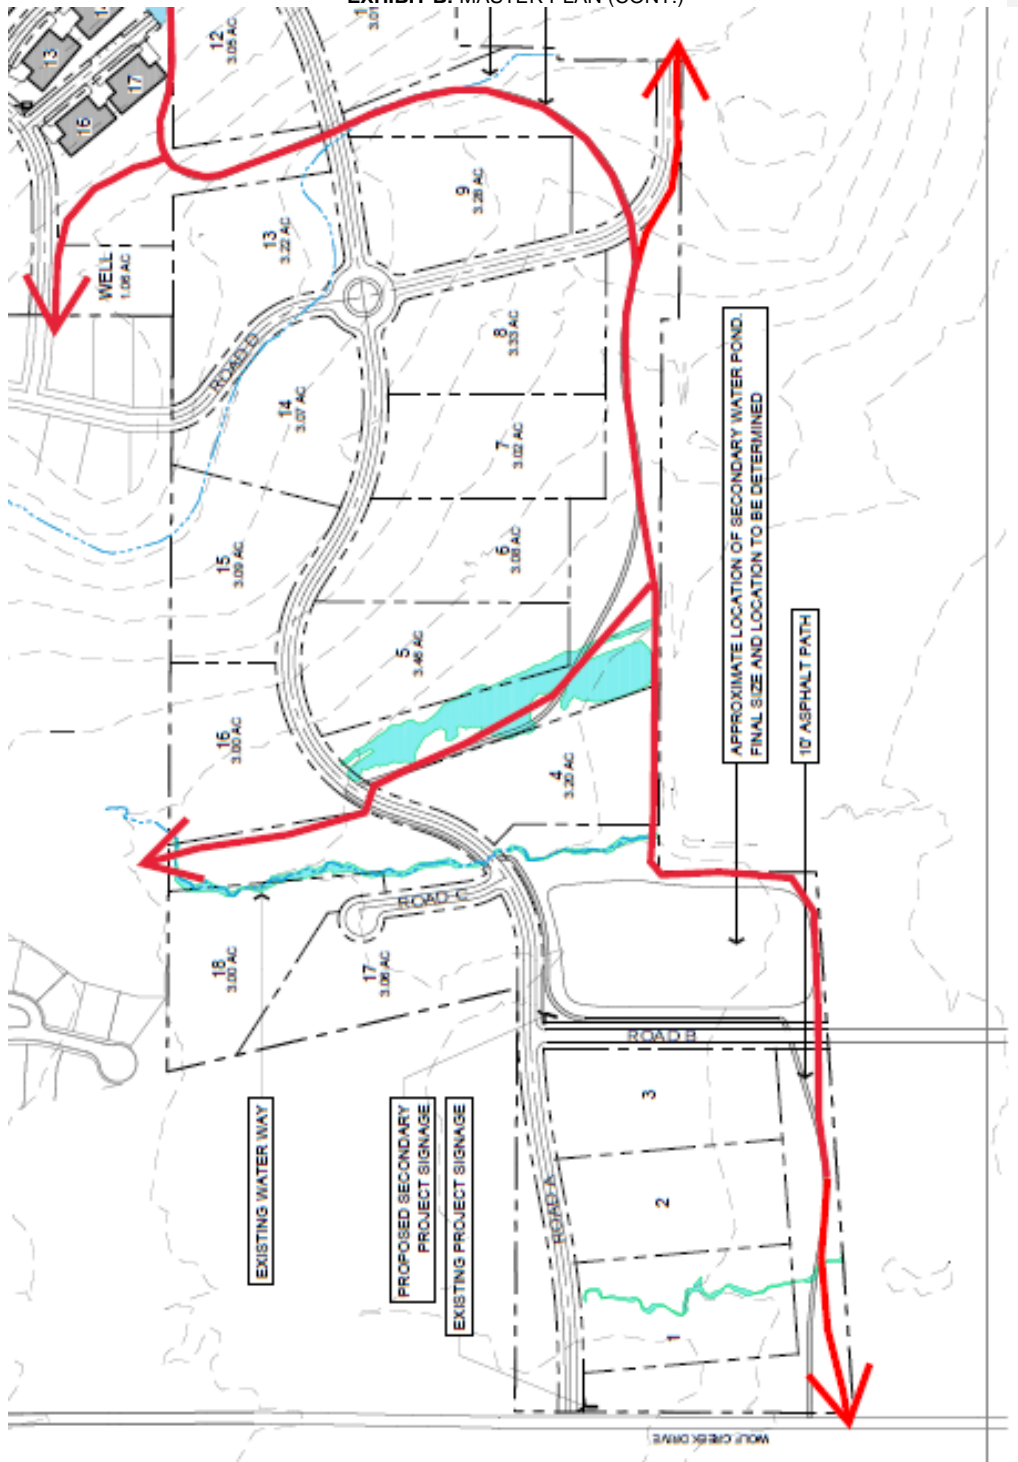 EXHIBIT B: MASTER PLAN (CONT.)
12
3.05 AC
3.01
13
14
17
16
9
3.26 AC
13
3.22 AC
WELL
1.06 AC
ROAD D
8
3.33 AC
14
3.07 AC
7
3.02 AC
6
3.08 AC
15
3.09 AC
5
3.46 AC
16
3.00 AC
4
3.20 AC
APPROXIMATE LOCATION OF SECONDARY WATER POND.
FINAL SIZE AND LOCATION TO BE DETERMINED
10' ASPHALT PATH
ROAD C
18
3.00 AC
17
3.06 AC
ROAD B
3
2
1
ROAD A
EXISTING WATER WAY
PROPOSED SECONDARY
PROJECT SIGNAGE
EXISTING PROJECT SIGNAGE
WOLF CREEK DRIVE